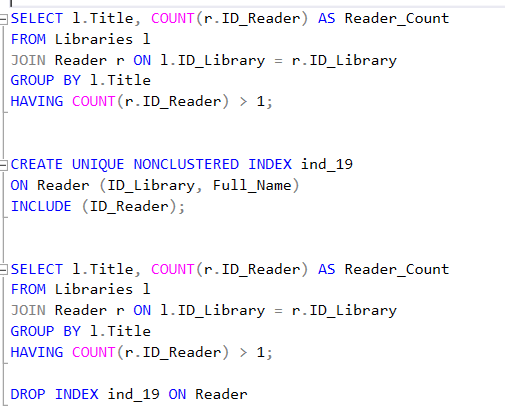 SELECT l.Title, COUNT(r.ID_Reader) AS Reader_Count
FROM Libraries l
JOIN Reader r ON l.ID_Library = r.ID_Library
GROUP BY l.Title
HAVING COUNT(r.ID_Reader) > 1;
CREATE UNIQUE NONCLUSTERED INDEX ind_19
ON Reader (ID_Library, Full_Name)
INCLUDE (ID_Reader);
SELECT l.Title, COUNT(r.ID_Reader) AS Reader_Count
FROM Libraries l
JOIN Reader r ON l.ID_Library = r.ID_Library
GROUP BY l.Title
HAVING COUNT(r.ID_Reader) > 1;
DROP INDEX ind_19 ON Reader